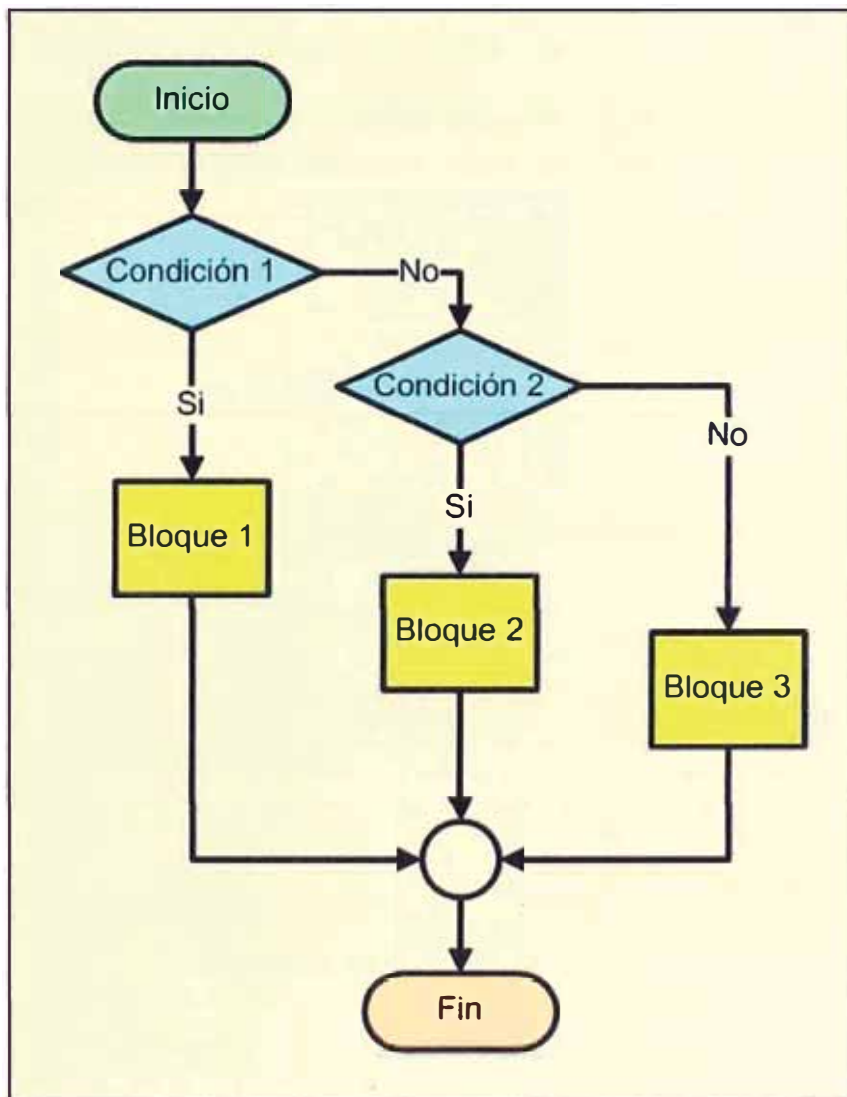 Inicio
Condición 1
No
Condición 2
Si
No
Si
Bloque 1
Bloque 2
Bloque 3
Fin